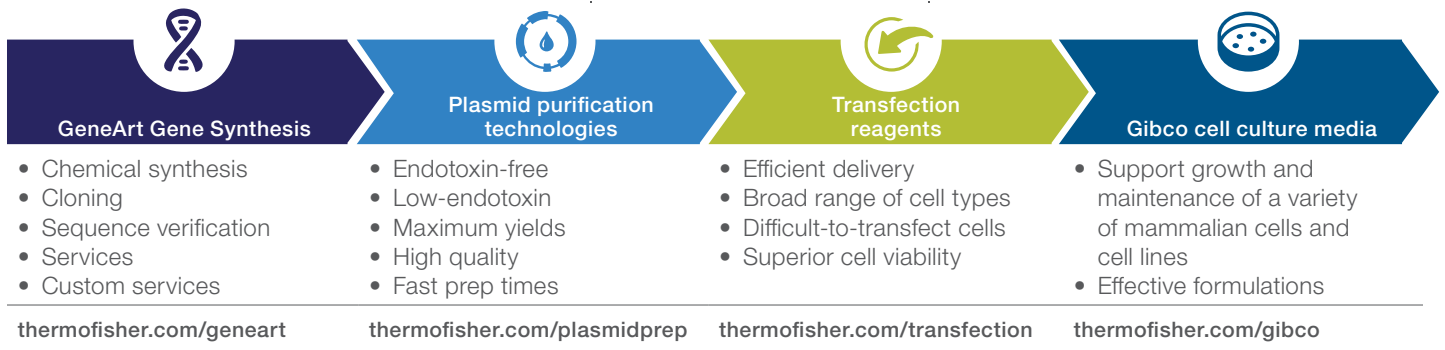 GeneArt Gene Synthesis
• Chemical synthesis
• Cloning
• Sequence verification
• Services
• Custom services
thermofisher.com/geneart
Plasmid purification
technologies
• Endotoxin-free
• Low-endotoxin
• Maximum yields
• High quality
• Fast prep times
thermofisher.com/plasmidprep
Transfection
reagents
• Efficient delivery
• Broad range of cell types
• Difficult-to-transfect cells
• Superior cell viability
thermofisher.com/transfection
Gibco cell culture media
• Support growth and
maintenance of a variety
of mammalian cells and
cell lines
• Effective formulations
thermofisher.com/gibco